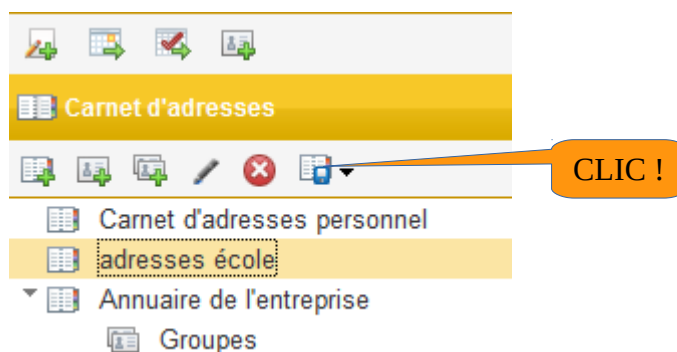 Carnet d'adresses
CLIC !
Carnet d'adresses personnel
adresses école
Annuaire de l'entreprise
Groupes